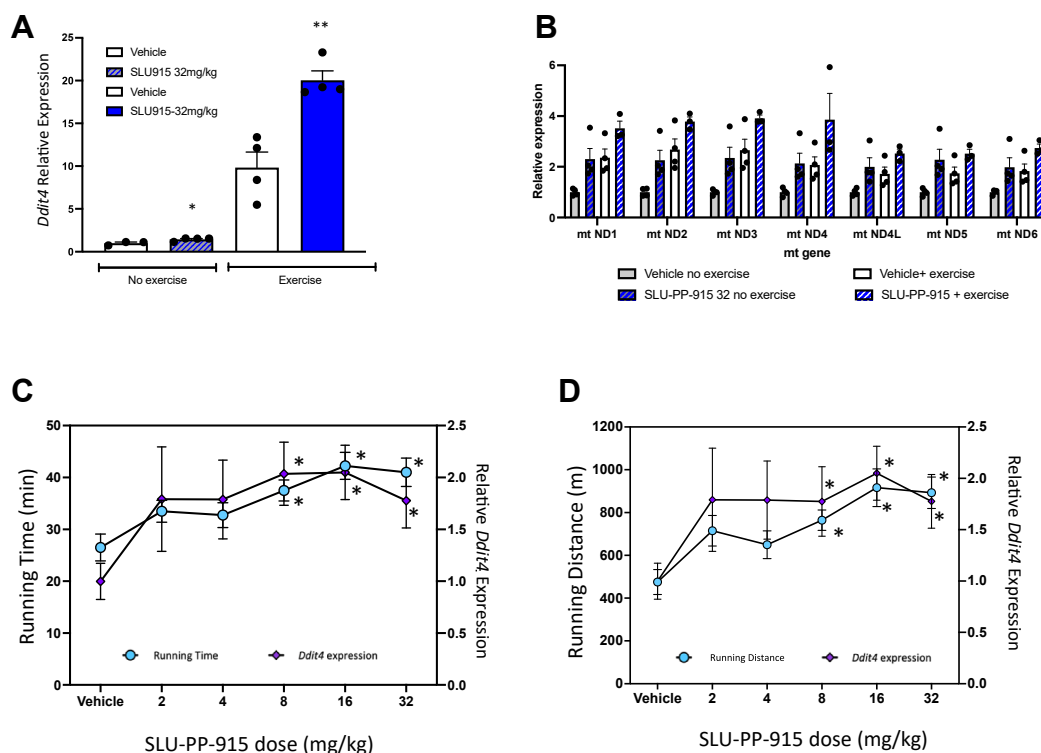 A
**
25
Vehicle
SLU915 32mg/kg
Vehicle
SLU915-32mg/kg
20
15
10
5
0
*
Ddit4 Relative Expression
No exercise
Exercise
B
8
6
4
2
0
Relative expression
mt ND1 mt ND2 mt ND3 mt ND4 mt ND4L mt ND5 mt ND6
mt gene
Vehicle no exercise
Vehicle+ exercise
SLU-PP-915 32 no exercise
SLU-PP-915 + exercise
C
50
40
30
20
10
0
Running Time (min)
2.5
2.0
1.5
1.0
0.5
0.0
Relative Ddit4 Expression
* * *
* * *
Running Time
Ddit4 expression
Vehicle 2 4 8 16 32
SLU-PP-915 dose (mg/kg)
D
1200
1000
800
600
400
200
0
Running Distance (m)
2.5
2.0
1.5
1.0
0.5
0.0
Relative Ddit4 Expression
* * *
* * *
Running Distance
Ddit4 expression
Vehicle 2 4 8 16 32
SLU-PP-915 dose (mg/kg)